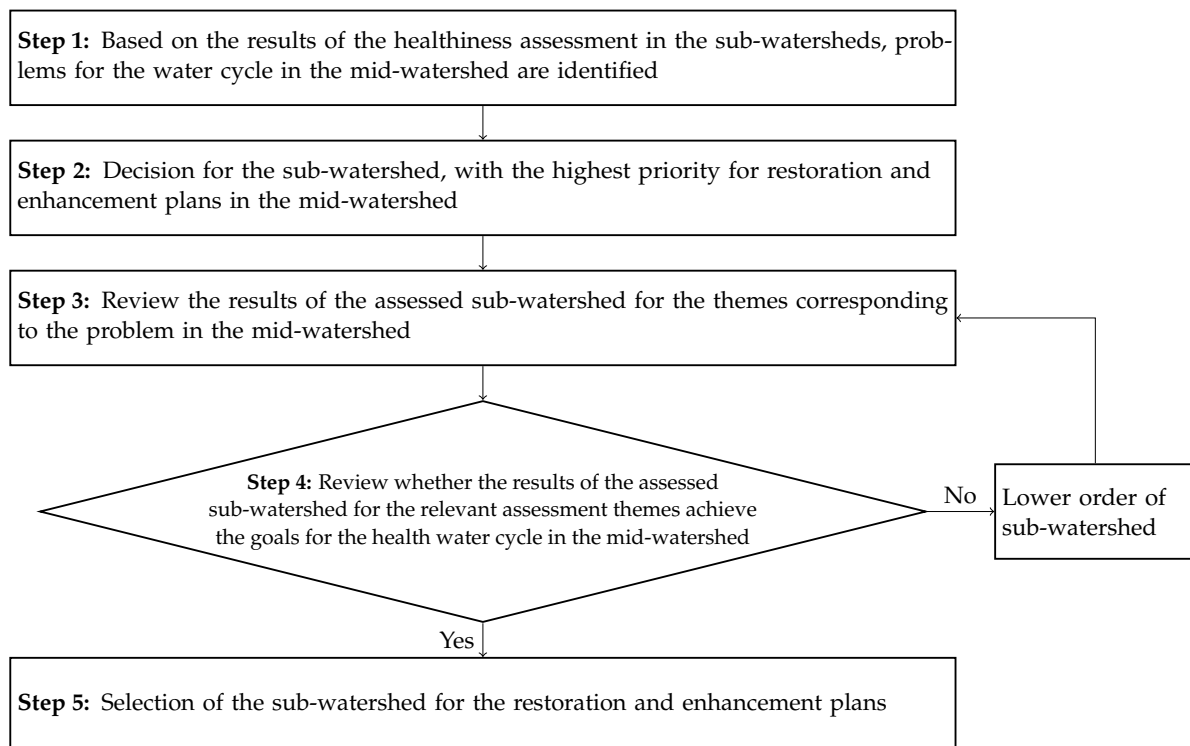 Step 1: Based on the results of the healthiness assessment in the sub-watersheds, prob-
lems for the water cycle in the mid-watershed are identified
Step 2: Decision for the sub-watershed, with the highest priority for restoration and
enhancement plans in the mid-watershed
Step 3: Review the results of the assessed sub-watershed for the themes corresponding
to the problem in the mid-watershed
Step 4: Review whether the results of the assessed
sub-watershed for the relevant assessment themes achieve
the goals for the health water cycle in the mid-watershed
No
Lower order of
sub-watershed
Yes
Step 5: Selection of the sub-watershed for the restoration and enhancement plans